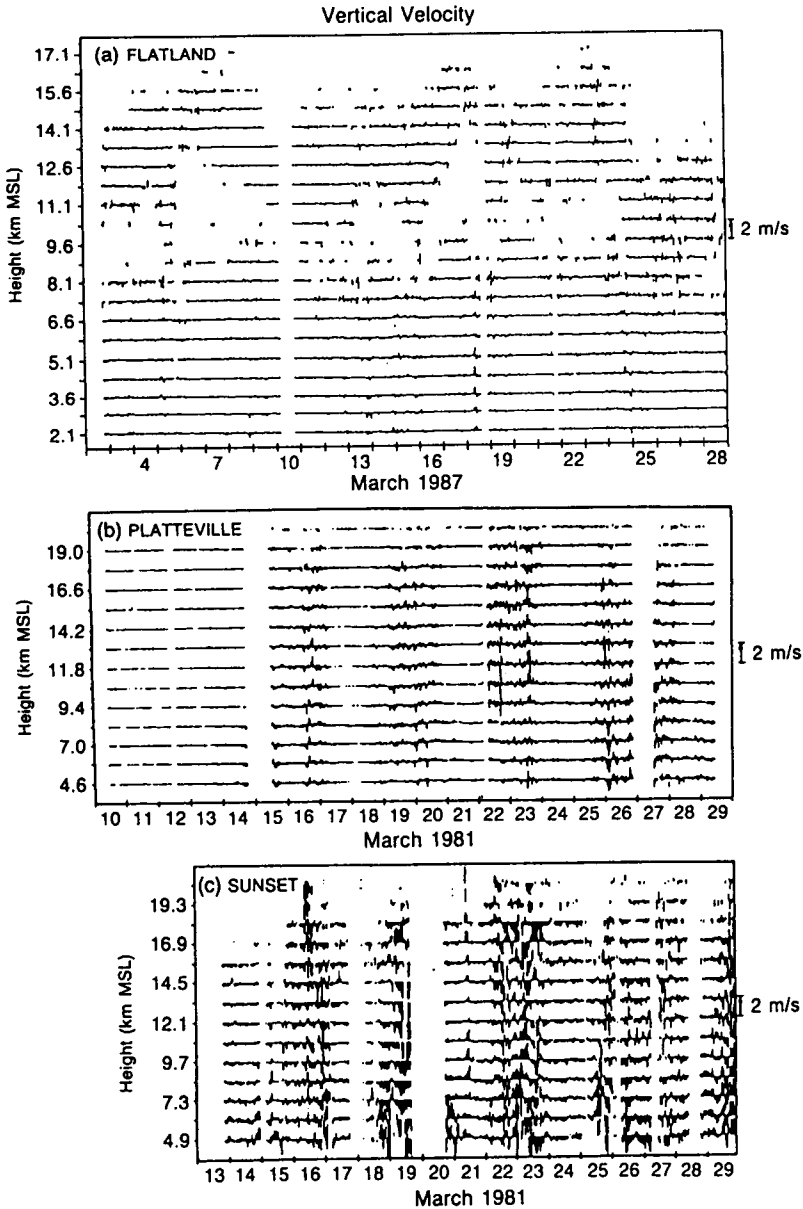 Vertical Velocity
(a) FLATLAND
17.1
15.6
14.1
12.6
11.1
9.6
8.1
6.6
5.1
3.6
2.1
Height (km MSL)
2 m/s
4 7 10 13 16 19 22 25 28
March 1987
(b) PLATTEVILLE
19.0
16.6
14.2
11.8
9.4
7.0
4.6
Height (km MSL)
2 m/s
10 11 12 13 14 15 16 17 18 19 20 21 22 23 24 25 26 27 28 29
March 1981
(c) SUNSET
19.3
16.9
14.5
12.1
9.7
7.3
4.9
Height (km MSL)
2 m/s
13 14 15 16 17 18 19 20 21 22 23 24 25 26 27 28 29
March 1981